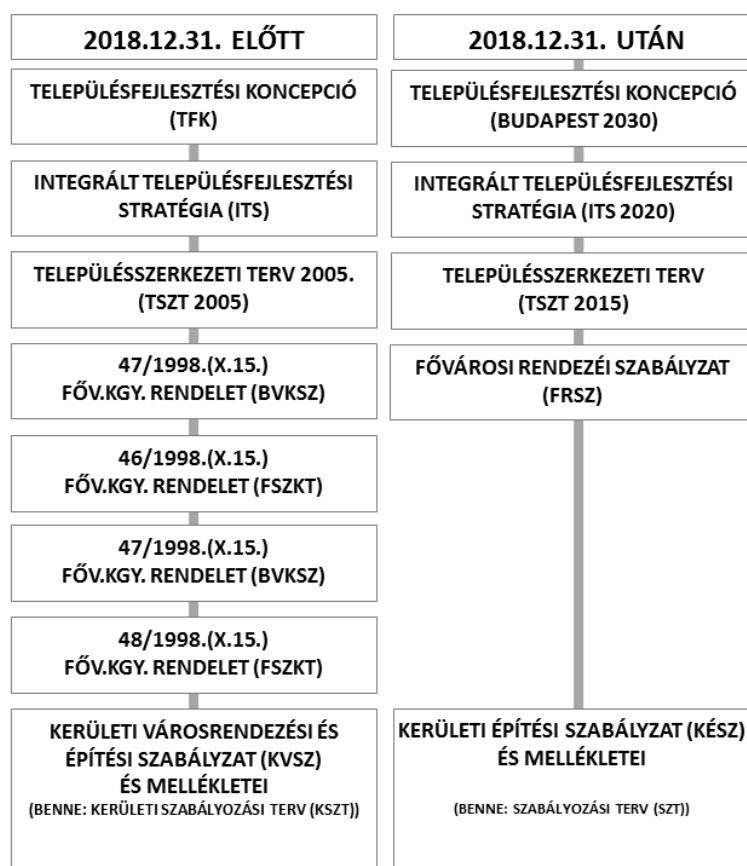 2018.12.31. ELŐTT
TELEPÜLÉSFEJLESZTÉSI KONCEPCIÓ
(TFK)
INTEGRÁLT TELEPÜLÉSFEJLESZTÉSI
STRATÉGIA (ITS)
TELEPÜLÉSSZERKEZETI TERV 2005.
(TSZT 2005)
47/1998.(X.15.)
FŐV.KGY. RENDELET (BVKSZ)
46/1998.(X.15.)
FŐV.KGY. RENDELET (FSZKT)
47/1998.(X.15.)
FŐV.KGY. RENDELET (BVKSZ)
48/1998.(X.15.)
FŐV.KGY. RENDELET (FSZKT)
KERÜLETI VÁROSRENDEZÉSI ÉS
ÉPÍTÉSI SZABÁLYZAT (KVSZ)
ÉS MELLÉKLETEI
(BENNE: KERÜLETI SZABÁLYOZÁSI TERV (KSZT))
2018.12.31. UTÁN
TELEPÜLÉSFEJLESZTÉSI KONCEPCIÓ
(BUDAPEST 2030)
INTEGRÁLT TELEPÜLÉSFEJLESZTÉSI
STRATÉGIA (ITS 2020)
TELEPÜLÉSSZERKEZETI TERV
(TSZT 2015)
FŐVÁROSI RENDEZÉI SZABÁLYZAT
(FRSZ)
KERÜLETI ÉPÍTÉSI SZABÁLYZAT (KÉSZ)
ÉS MELLÉKLETEI
(BENNE: SZABÁLYOZÁSI TERV (SZT))